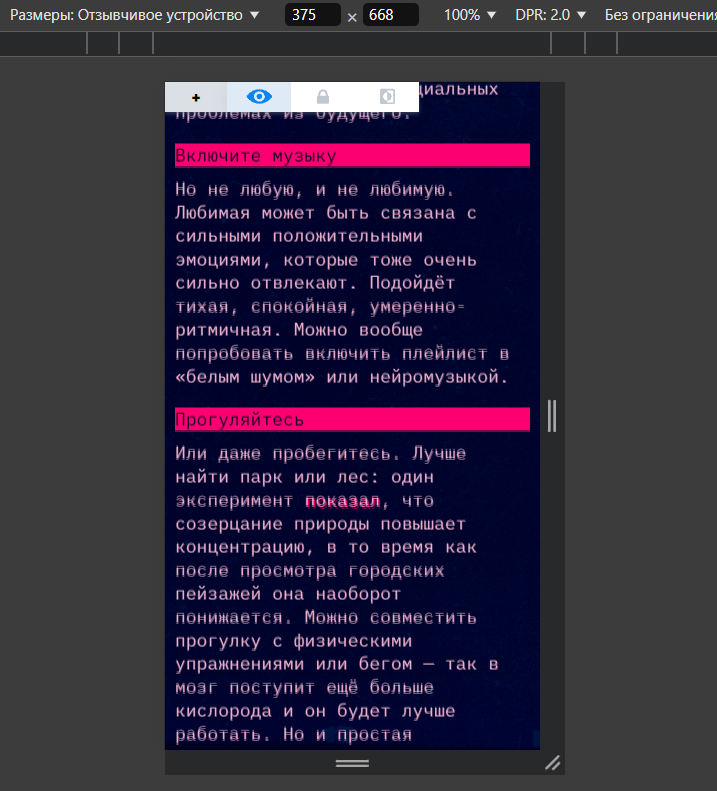 Размеры: Отзывчивое устройство ▼ 375 × 668 100% ▼ DPR: 2.0 ▼ Без ограничения
+
циальных
проблемах из будущего.
Включите музыку
Но не любую, и не любимую.
Любимая может быть связана с
сильными положительными
эмоциями, которые тоже очень
сильно отвлекают. Подойдёт
тихая, спокойная, умеренно-
ритмичная. Можно вообще
попробовать включить плейлист в
«белым шумом» или нейромузыкой.
Прогуляйтесь
Или даже пробегитесь. Лучше
найти парк или лес: один
эксперимент показал, что
созерцание природы повышает
концентрацию, в то время как
после просмотра городских
пейзажей она наоборот
понижается. Можно совместить
прогулку с физическими
упражнениями или бегом — так в
мозг поступит ещё больше
кислорода и он будет лучше
работать. Но и простая